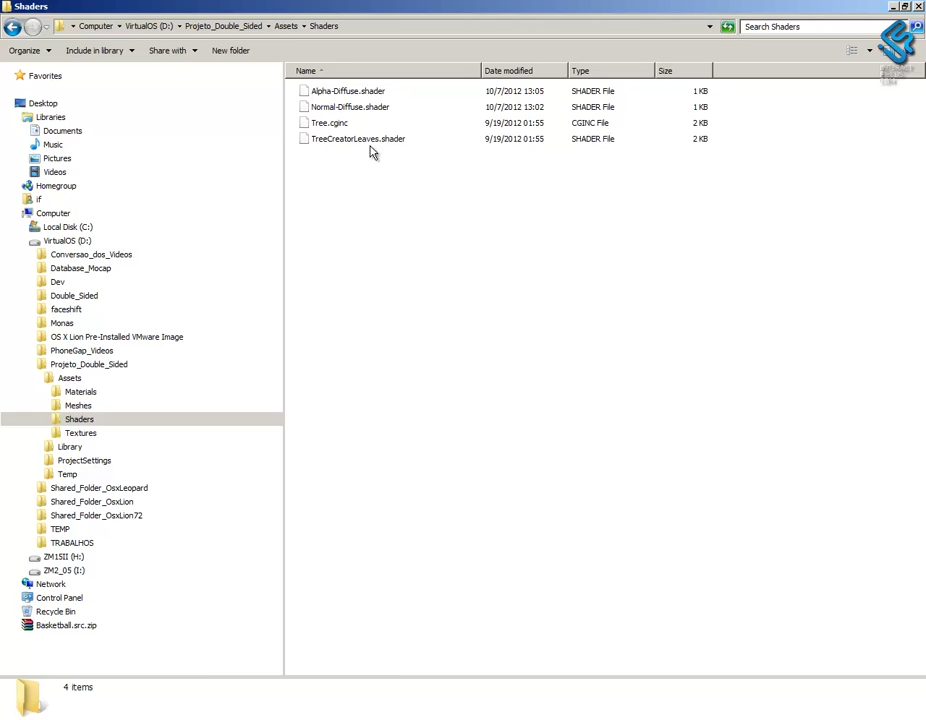 Shaders
Computer VirtualOS (D:) Projeto_Double_Sided Assets Shaders
Search Shaders
Organize Include in library Share with New folder
Favorites
Desktop
Libraries
Documents
Music
Pictures
Videos
Homegroup
if
Computer
Local Disk (C:)
VirtualOS (D:)
Conversao_dos_Videos
Database_Mocap
Dev
Double_Sided
faceshift
Monas
OS X Lion Pre-Installed VMware Image
PhoneGap_Videos
Projeto_Double_Sided
Assets
Materials
Meshes
Shaders
Textures
Library
ProjectSettings
Temp
Shared_Folder_OsxLeopard
Shared_Folder_OsxLion
Shared_Folder_OsxLion72
TEMP
TRABALHOS
ZM15II (H:)
ZM2_05 (I:)
Network
Control Panel
Recycle Bin
Basketball.src.zip
Name Date modified Type Size
Alpha-Diffuse.shader 10/7/2012 13:05 SHADER File 1 KB
Normal-Diffuse.shader 10/7/2012 13:02 SHADER File 1 KB
Tree.cginc 9/19/2012 01:55 CGINC File 2 KB
TreeCreatorLeaves.shader 9/19/2012 01:55 SHADER File 2 KB
4 items